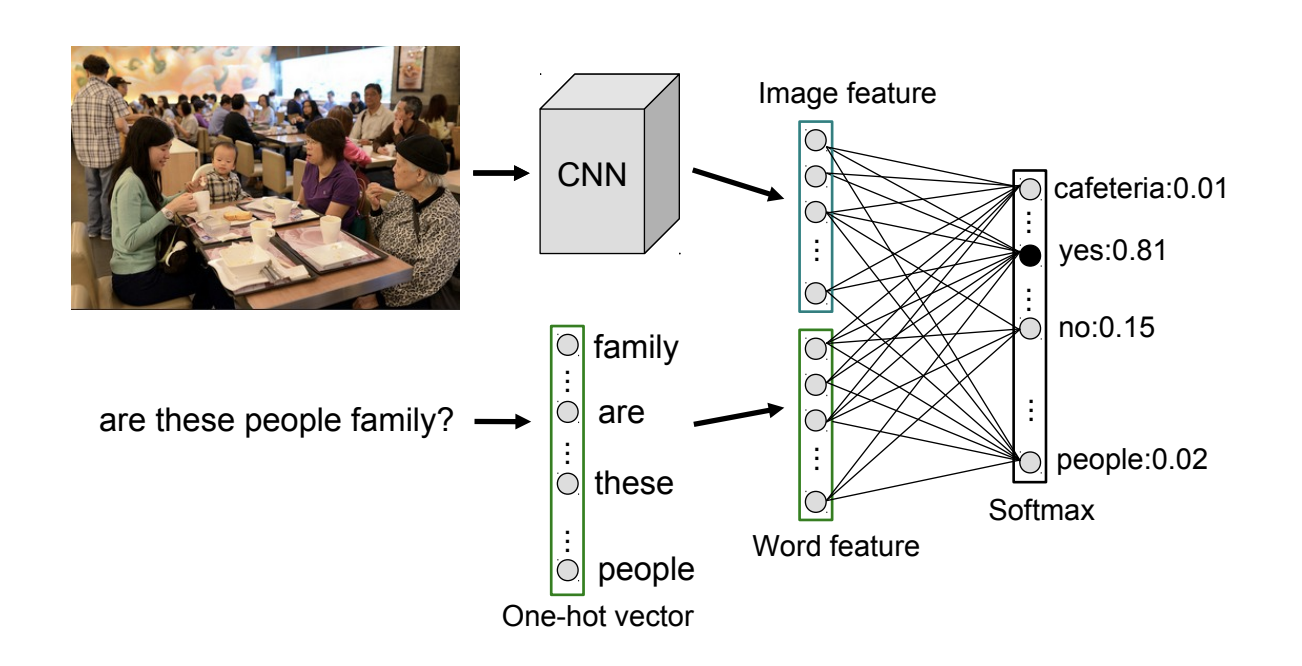 Image feature
CNN
cafeteria:0.01
yes:0.81
no:0.15
people:0.02
Softmax
are these people family?
family
are
these
people
One-hot vector
Word feature